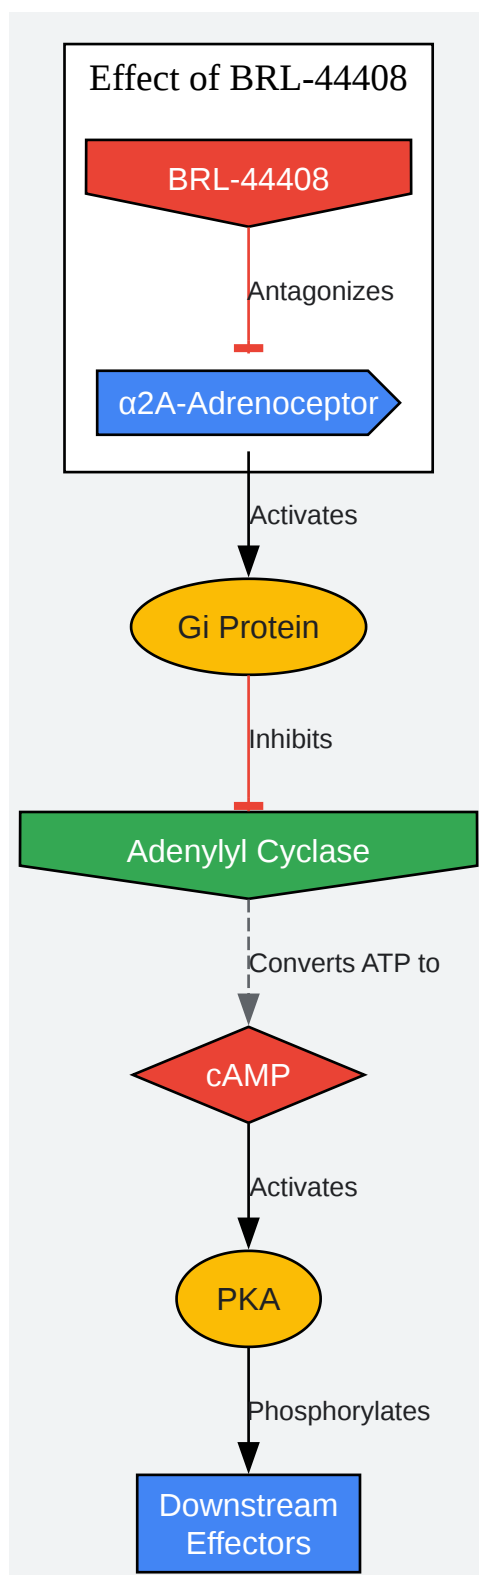 Effect of BRL-44408
BRL-44408
Antagonizes
α2A-Adrenoceptor
Activates
Gi Protein
Inhibits
Adenylyl Cyclase
Converts ATP to
cAMP
Activates
PKA
Phosphorylates
Downstream
Effectors